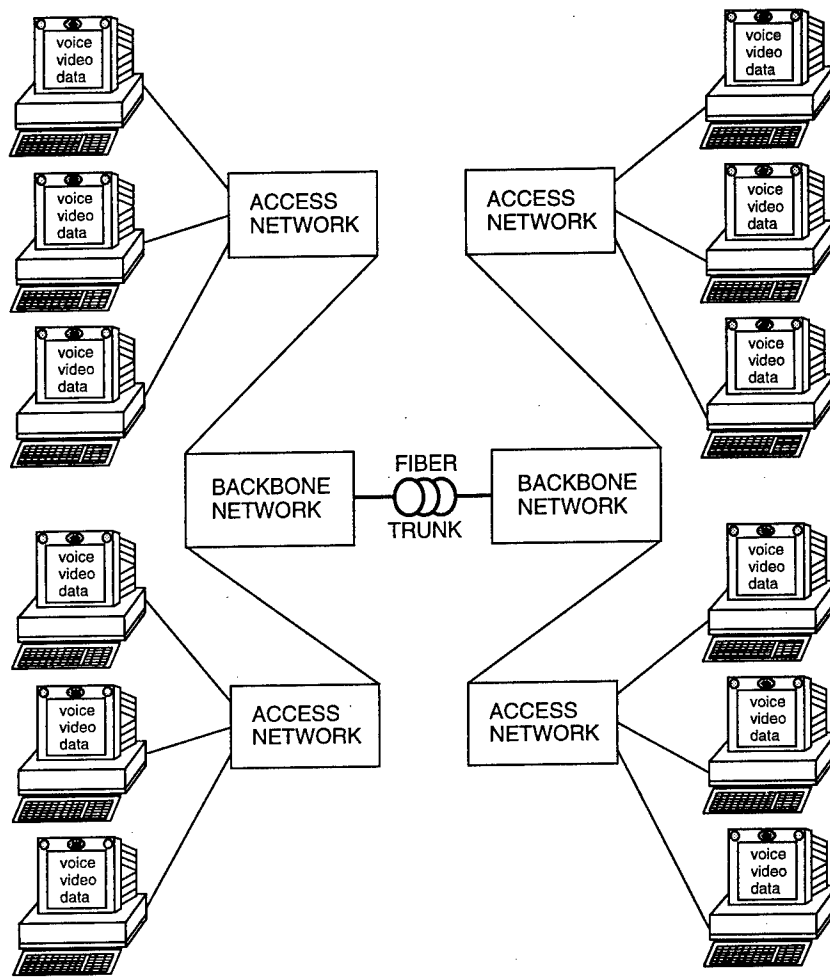 voice
video
data
voice
video
data
voice
video
data
voice
video
data
voice
video
data
voice
video
data
ACCESS
NETWORK
ACCESS
NETWORK
BACKBONE
NETWORK
FIBER
TRUNK
BACKBONE
NETWORK
voice
video
data
voice
video
data
voice
video
data
voice
video
data
voice
video
data
voice
video
data
ACCESS
NETWORK
ACCESS
NETWORK